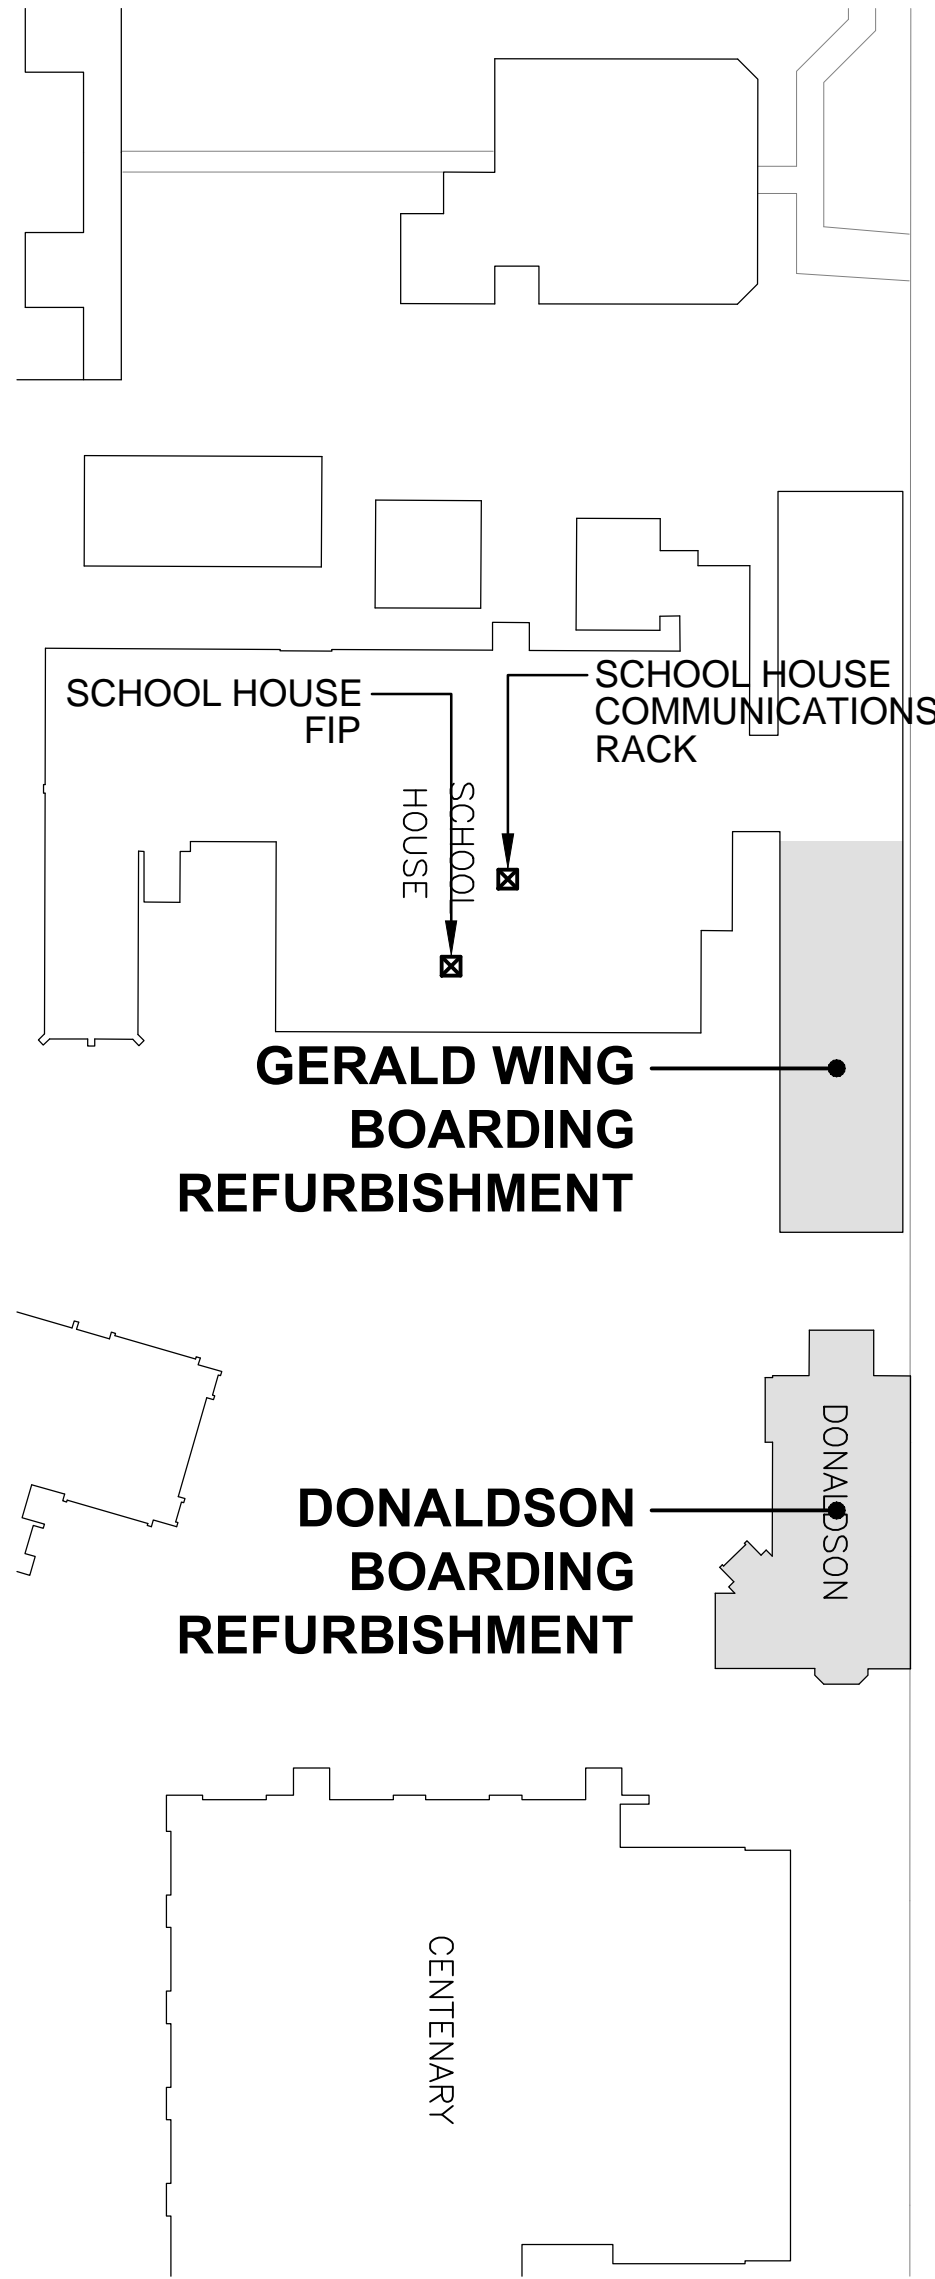 SCHOOL HOUSE
FIP
SCHOOL HOUSE
COMMUNICATIONS
RACK
SCHOOL
HOUSE
GERALD WING
BOARDING
REFURBISHMENT
DONALDSON
DONALDSON
BOARDING
REFURBISHMENT
CENTENARY